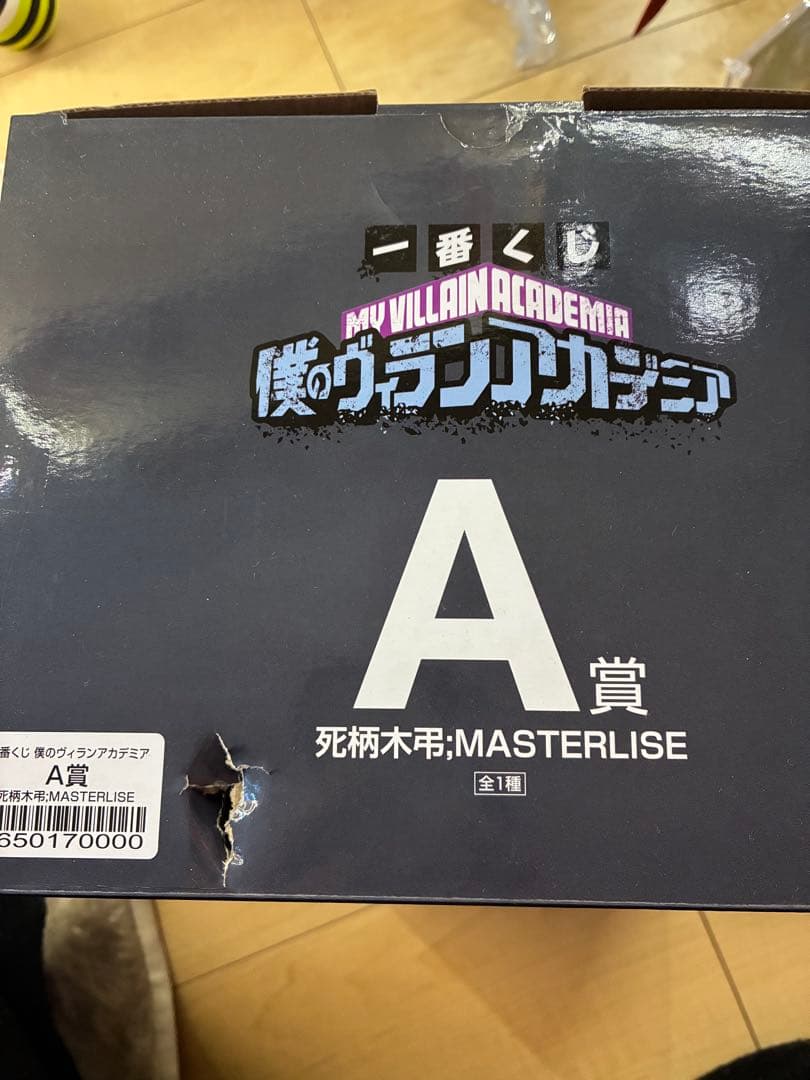 一番くじ
MY VILLAIN ACADEMIA
僕のヴィランアカデミア
A賞
死柄木弔;MASTERLISE
全1種
番くじ 僕のヴィランアカデミア
A賞
死柄木弔;MASTERLISE
650170000